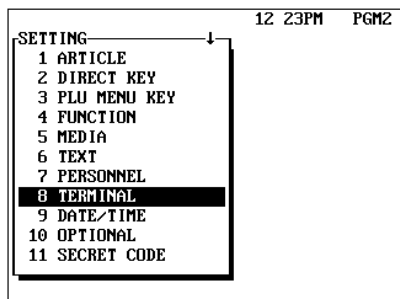 12 23PM PGM2
SETTING ↓
1 ARTICLE
2 DIRECT KEY
3 PLU MENU KEY
4 FUNCTION
5 MEDIA
6 TEXT
7 PERSONNEL
8 TERMINAL
9 DATE/TIME
10 OPTIONAL
11 SECRET CODE